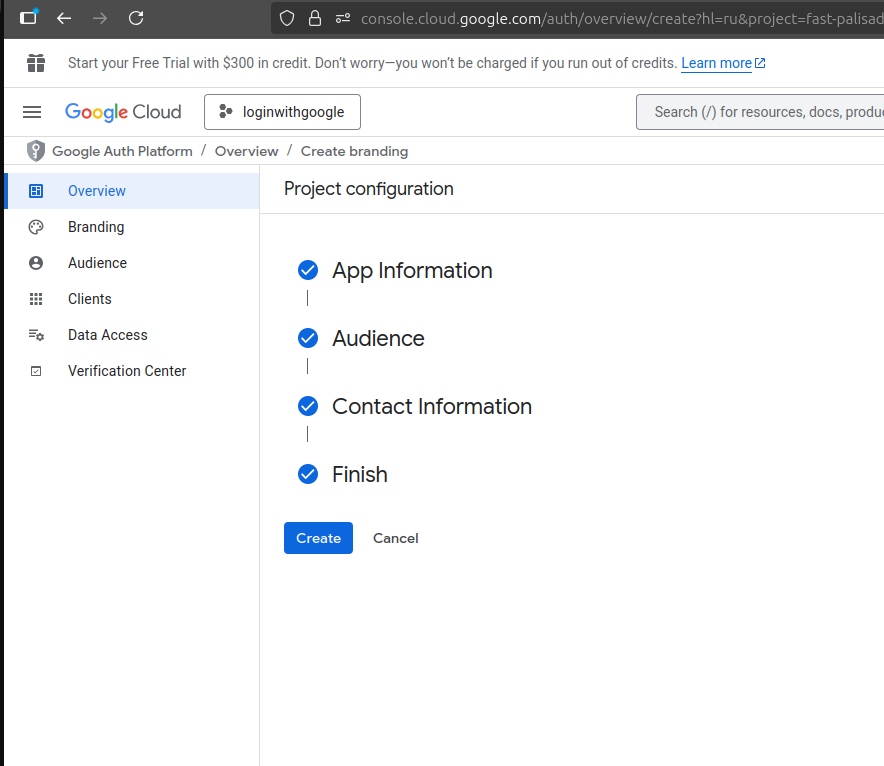 console.cloud.google.com/auth/overview/create?hl=ru&project=fast-palisad
Start your Free Trial with $300 in credit. Don’t worry—you won’t be charged if you run out of credits. Learn more
Google Cloud
loginwithgoogle
Search (/) for resources, docs, produc
Google Auth Platform / Overview / Create branding
Overview
Branding
Audience
Clients
Data Access
Verification Center
Project configuration
App Information
Audience
Contact Information
Finish
Create
Cancel